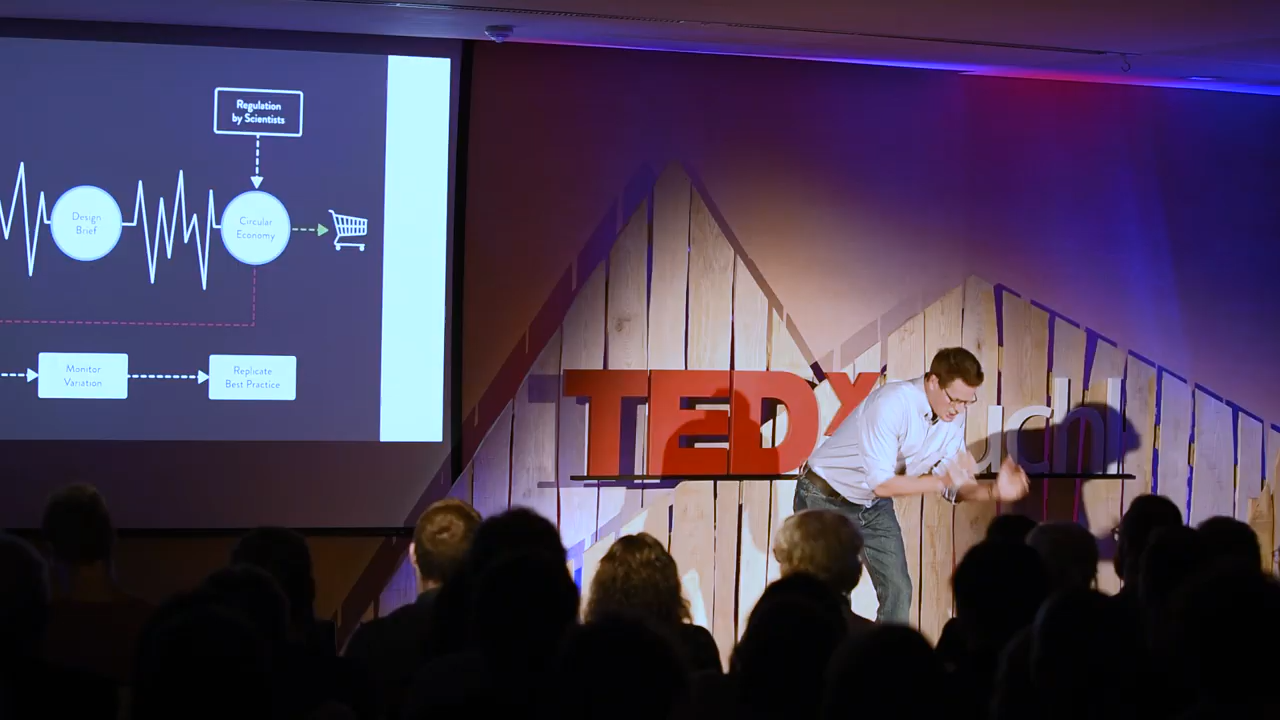 Regulation
by Scientists
Design
Brief
Circular
Economy
Monitor
Variation
Replicate
Best Practice
TEDx